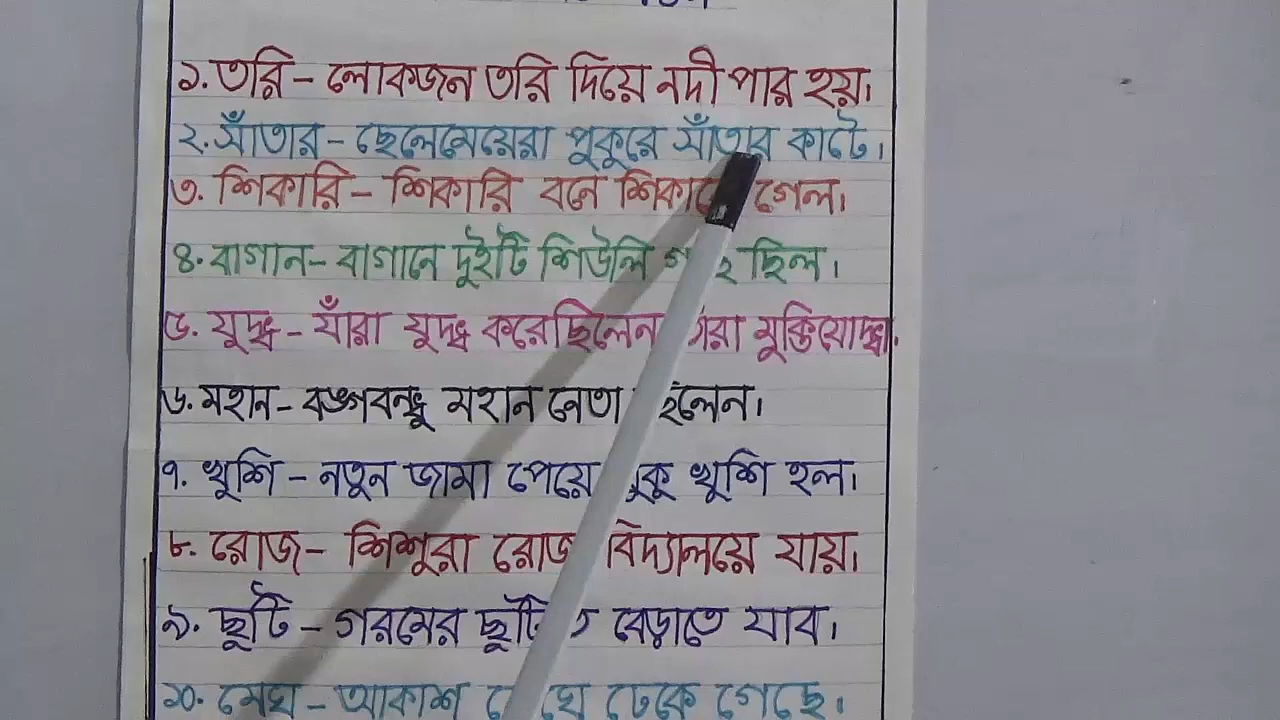 ১. তরি - লোকজন তরি দিয়ে নদী পার হয়।
২. সাঁতার - ছেলেমেয়েরা পুকুরে সাঁতার কাটে।
৩. শিকারি - শিকারি বনে গেল।
৪. বাগান - বাগানে দুইটি শিউলি ছিল।
৫. যুদ্ধ - যাঁরা যুদ্ধ করেছিলেন মুক্তিযোদ্ধা।
৬. মহান - বঙ্গবন্ধু মহান নেতা ছিলেন।
৭. খুশি - নতুন জামা পেয়ে খুশি হল।
৮. রোজ - শিশুরা রোজ বিদ্যালয়ে যায়।
৯. ছুটি - গরমের বেড়াতে যাব।
১০. মেঘ - আকাশ ঢেকে গেছে।